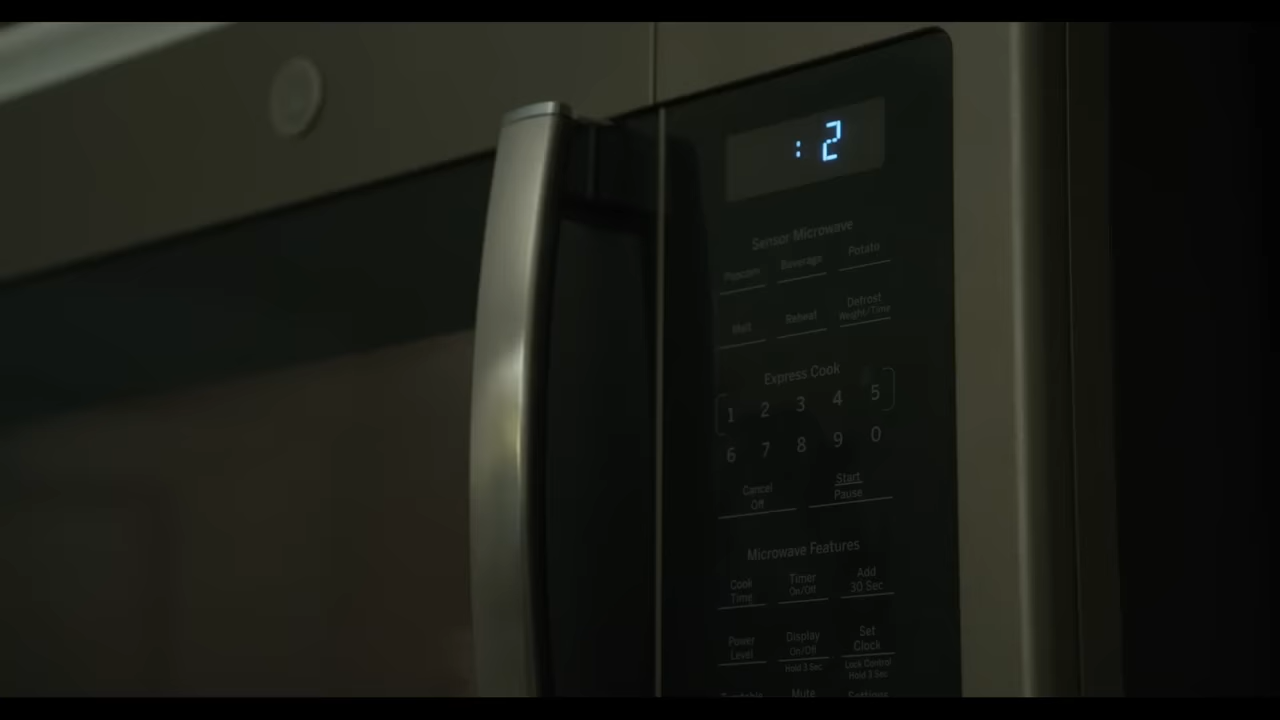 : 2
Sensor Microwave
Popcorn Beverage Potato
Melt Reheat Defrost
Weight/Time
Express Cook
1 2 3 4 5
6 7 8 9 0
Cancel Start
Off Pause
Microwave Features
Cook Timer Add
Time On/Off 30 Sec
Power Display Set
Level On/Off Clock
Hold 3 Sec Lock Control
Hold 3 Sec
Mute Settings